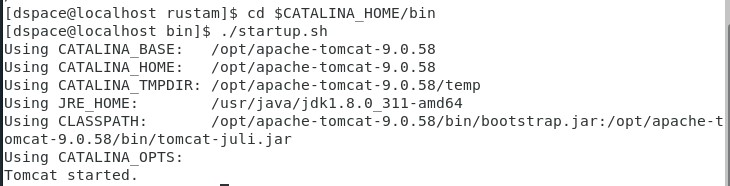 [dspace@localhost rustam]$ cd $CATALINA_HOME/bin
[dspace@localhost bin]$ ./startup.sh
Using CATALINA_BASE:   /opt/apache-tomcat-9.0.58
Using CATALINA_HOME:   /opt/apache-tomcat-9.0.58
Using CATALINA_TMPDIR: /opt/apache-tomcat-9.0.58/temp
Using JRE_HOME:        /usr/java/jdk1.8.0_311-amd64
Using CLASSPATH:       /opt/apache-tomcat-9.0.58/bin/bootstrap.jar:/opt/apache-t
omcat-9.0.58/bin/tomcat-juli.jar
Using CATALINA_OPTS:
Tomcat started.